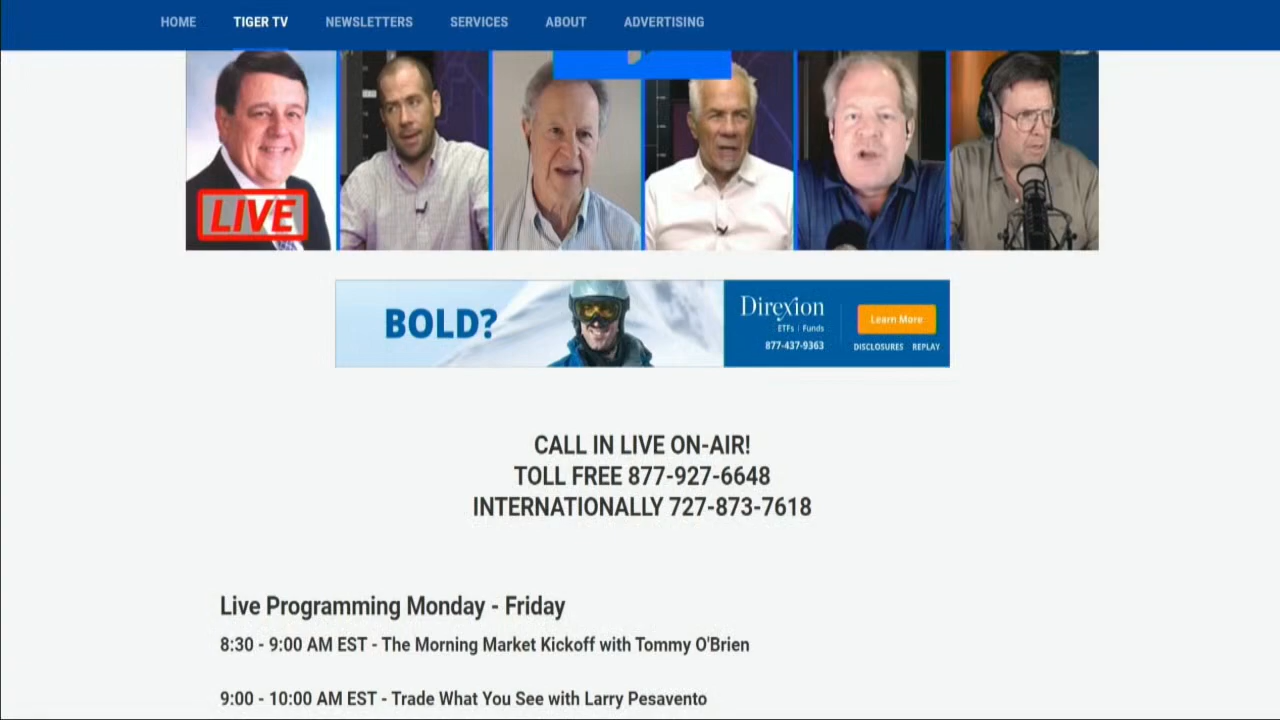 HOME TIGER TV NEWSLETTERS SERVICES ABOUT ADVERTISING
LIVE
BOLD?
Direxion
ETFs | Funds
877-437-9363
Learn More
DISCLOSURES REPLAY
CALL IN LIVE ON-AIR!
TOLL FREE 877-927-6648
INTERNATIONALLY 727-873-7618
Live Programming Monday - Friday
8:30 - 9:00 AM EST - The Morning Market Kickoff with Tommy O'Brien
9:00 - 10:00 AM EST - Trade What You See with Larry Pesavento